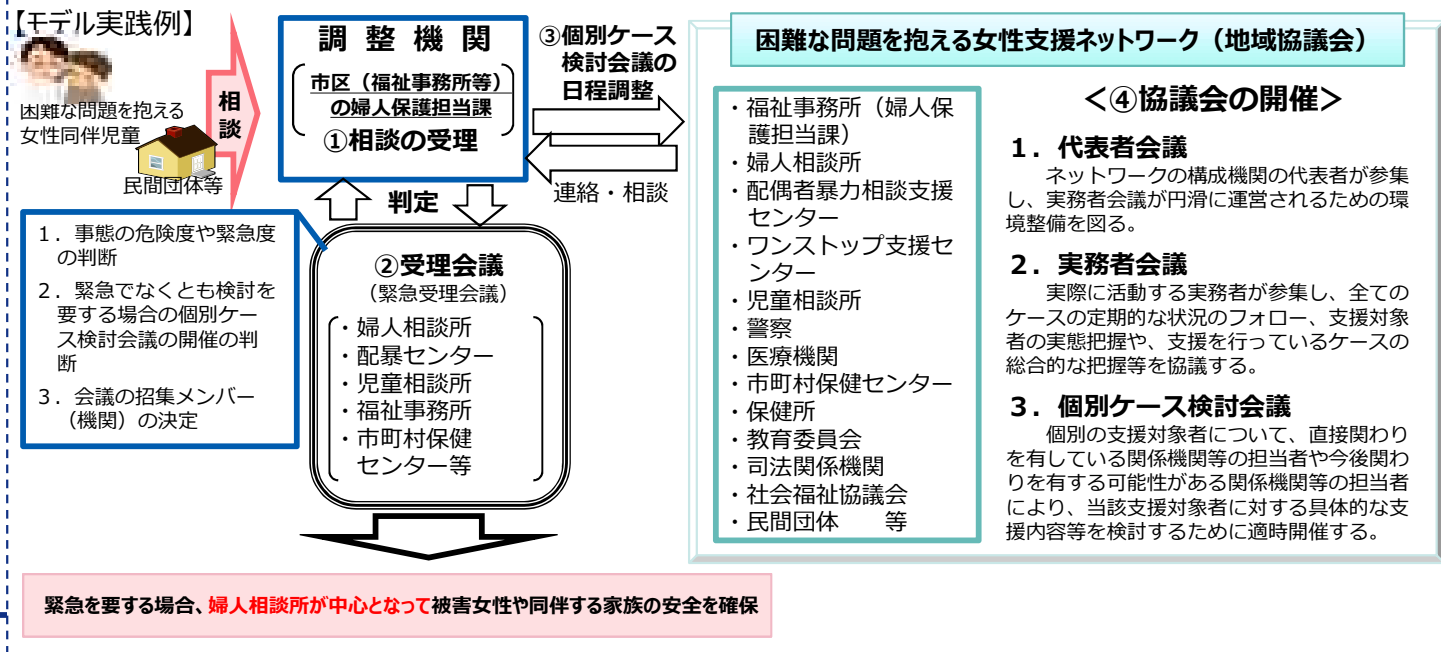 【モデル実践例】
困難な問題を抱える
女性同伴児童
民間団体等
相
談
調 整 機 関
市区（福祉事務所等）
の婦人保護担当課
①相談の受理
③個別ケース
検討会議の
日程調整
連絡・相談
判定
1．事態の危険度や緊急度
の判断
2．緊急でなくとも検討を
要する場合の個別ケー
ス検討会議の開催の判
断
3．会議の招集メンバー
（機関）の決定
②受理会議
（緊急受理会議）
・婦人相談所
・配暴センター
・児童相談所
・福祉事務所
・市町村保健
センター等
緊急を要する場合、婦人相談所が中心となって被害女性や同伴する家族の安全を確保
困難な問題を抱える女性支援ネットワーク（地域協議会）
・福祉事務所（婦人保
護担当課）
・婦人相談所
・配偶者暴力相談支援
センター
・ワンストップ支援セ
ンター
・児童相談所
・警察
・医療機関
・市町村保健センター
・保健所
・教育委員会
・司法関係機関
・社会福祉協議会
・民間団体　　等
＜④協議会の開催＞
1．代表者会議
ネットワークの構成機関の代表者が参集
し、実務者会議が円滑に運営されるための環
境整備を図る。
2．実務者会議
実際に活動する実務者が参集し、全ての
ケースの定期的な状況のフォロー、支援対象
者の実態把握や、支援を行っているケースの
総合的な把握等を協議する。
3．個別ケース検討会議
個別の支援対象者について、直接関わり
を有している関係機関等の担当者や今後関わ
りを有する可能性がある関係機関等の担当者
により、当該支援対象者に対する具体的な支
援内容等を検討するために適時開催する。